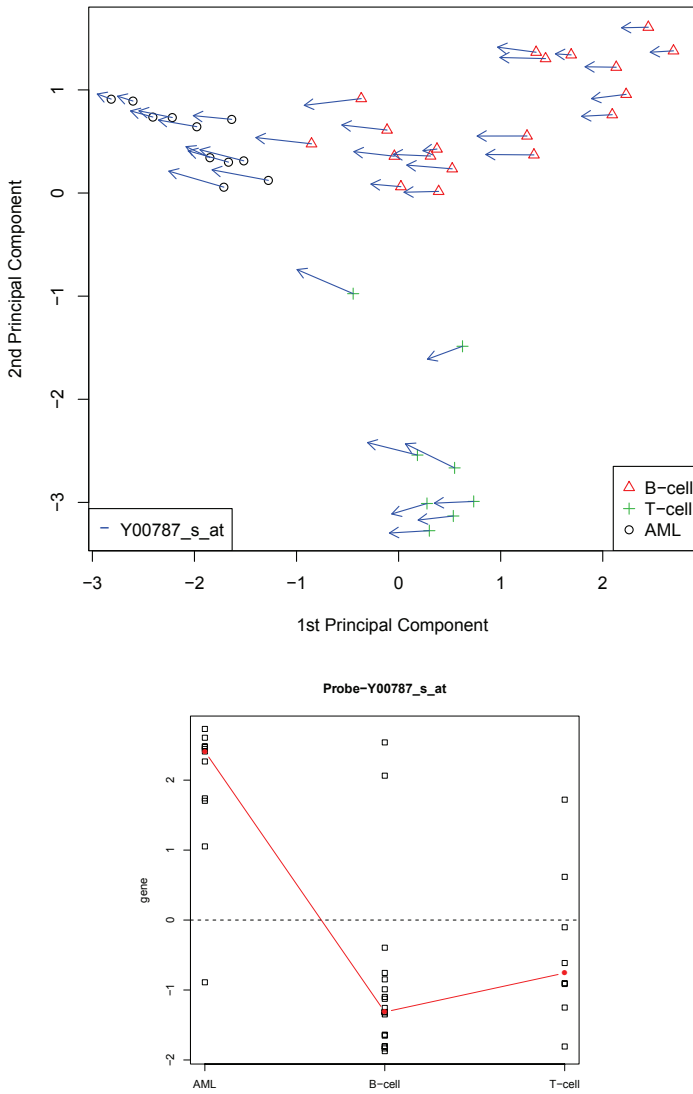 1
0
−1
−2
−3
2nd Principal Component
Y00787_s_at
B−cell
T−cell
AML
−3 −2 −1 0 1 2
1st Principal Component
Probe−Y00787_s_at
2
1
0
−1
−2
gene
AML B−cell T−cell